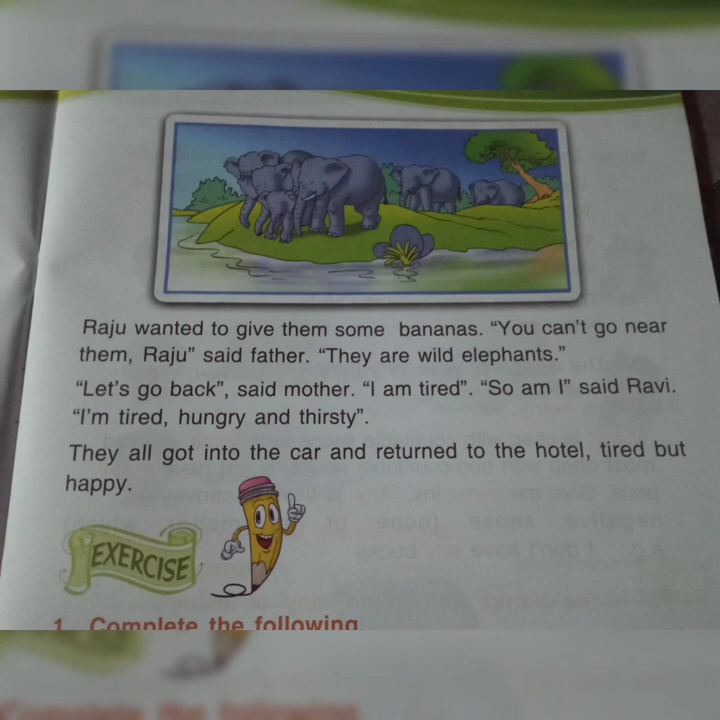 Raju wanted to give them some bananas. “You can’t go near
them, Raju” said father. “They are wild elephants.”
“Let’s go back”, said mother. “I am tired”. “So am I” said Ravi.
“I’m tired, hungry and thirsty”.
They all got into the car and returned to the hotel, tired but
happy.
EXERCISE
1. Complete the following